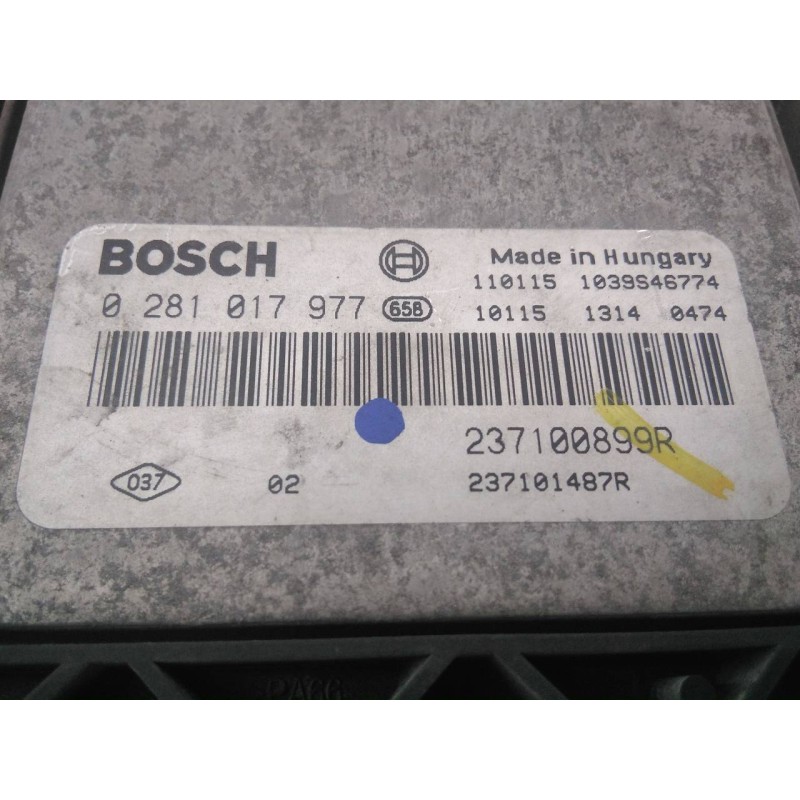 BOSCH
Made in Hungary
110115 1039S46774
0 281 017 977 658
10115 1314 0474
237100899R
037 02 237101487R